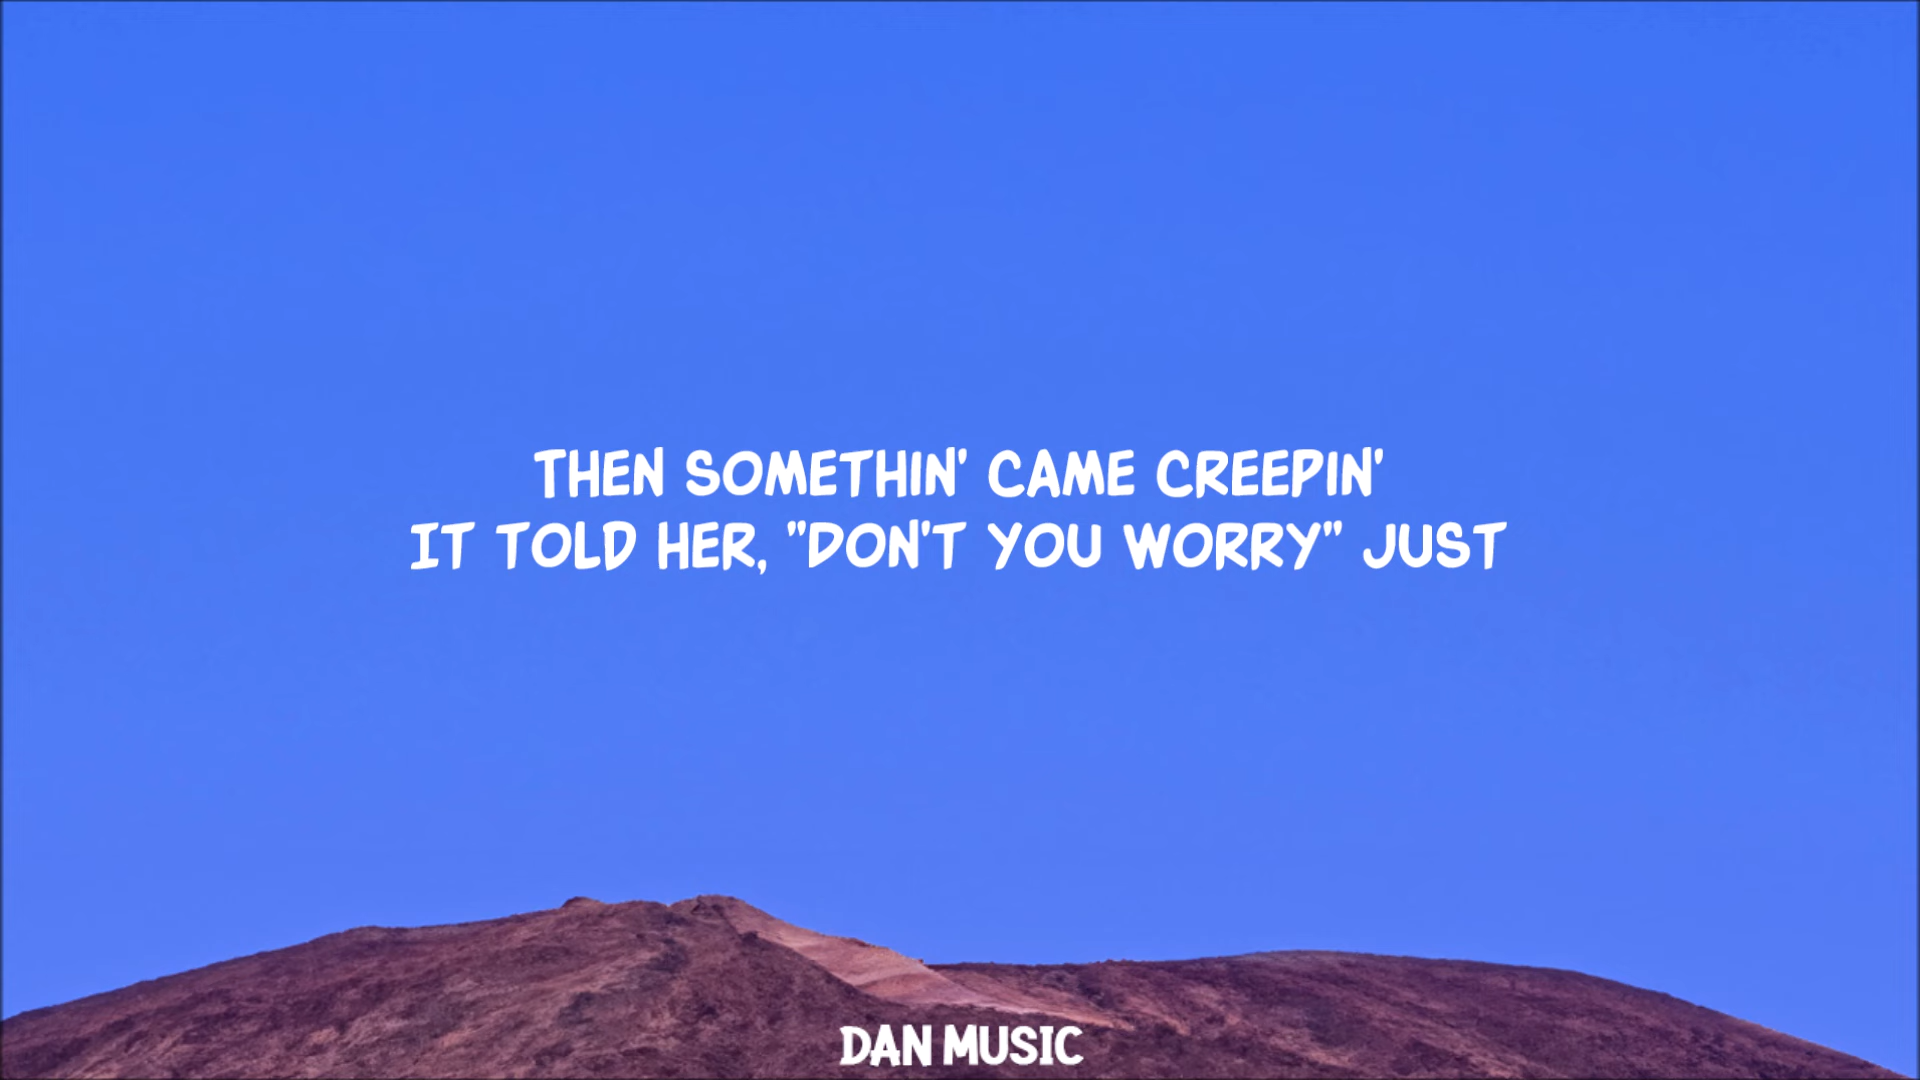 THEN SOMETHIN' CAME CREEPIN'
IT TOLD HER, "DON'T YOU WORRY" JUST
DAN MUSIC